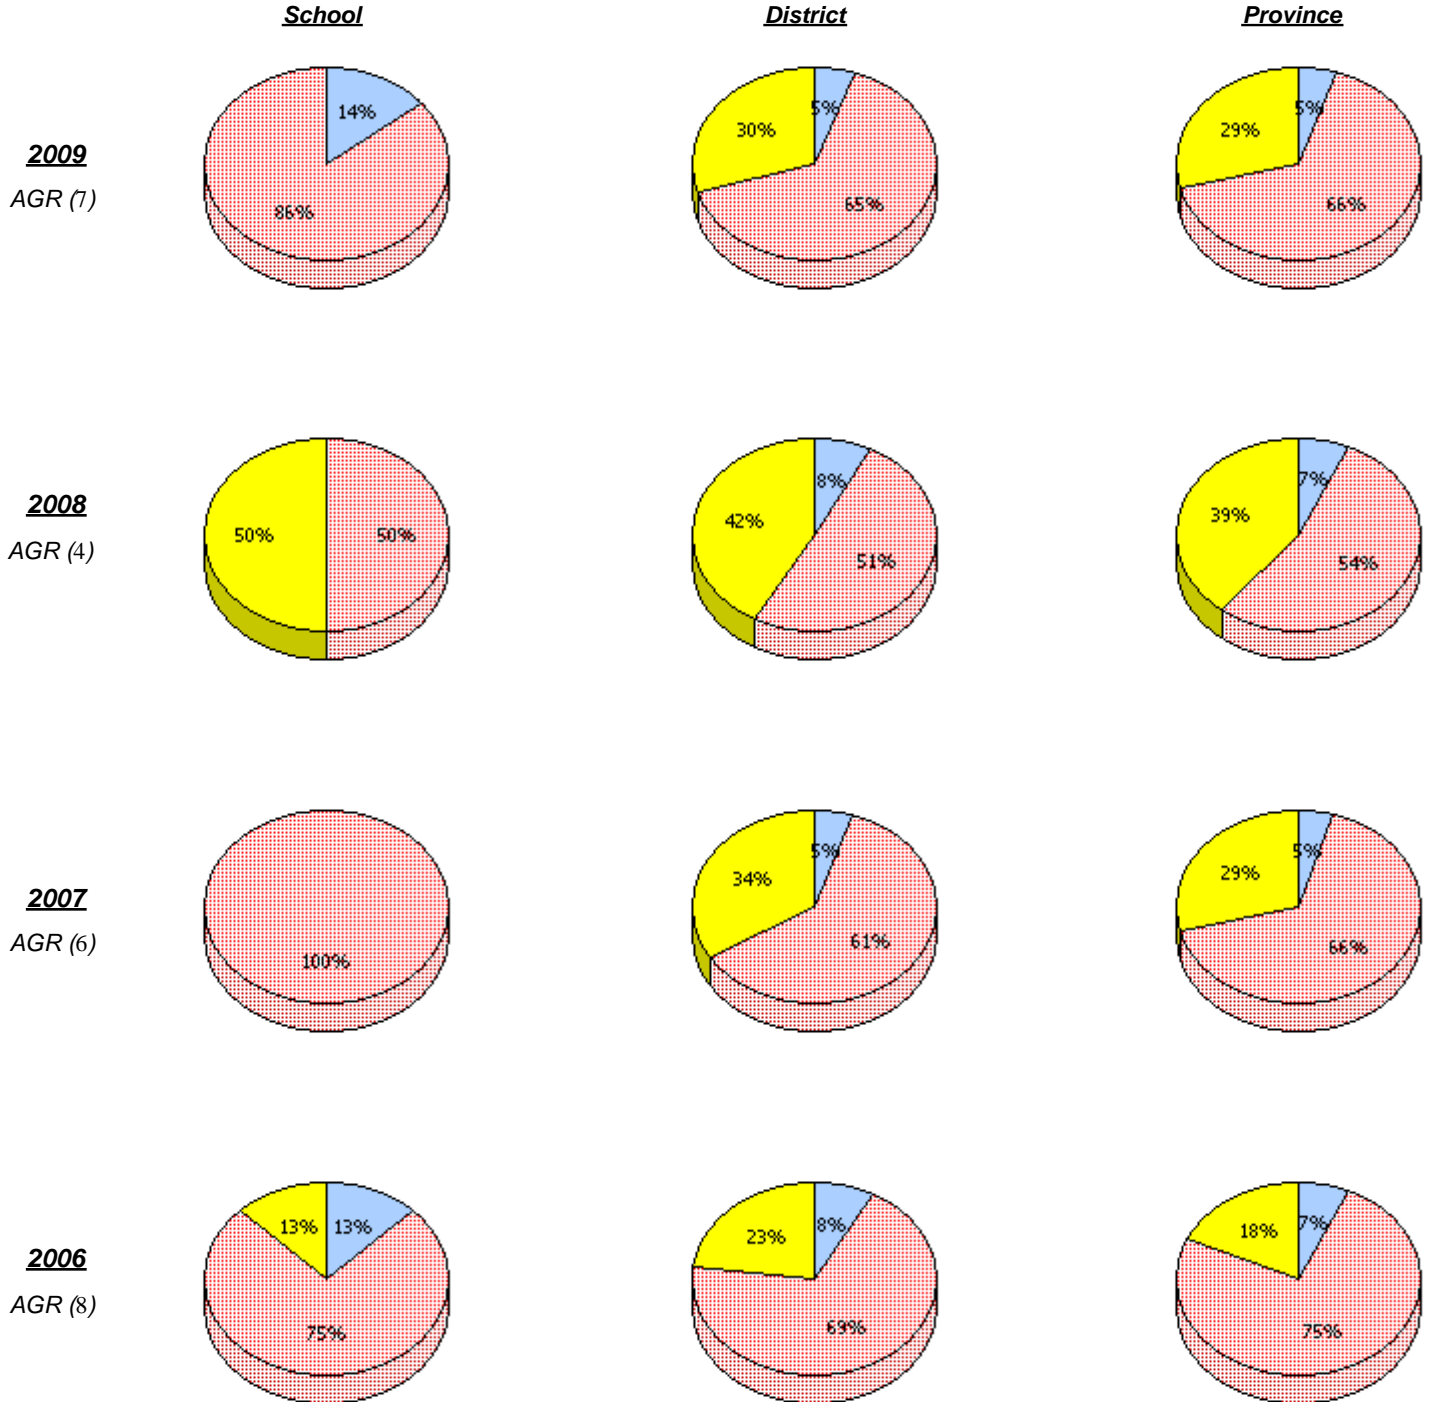 School District Province
14% 5% 5%
30% 29%
2009
AGR (7)
86% 65% 66%
8% 7%
42% 39%
2008
50% 50%
AGR (4)
51% 54%
5% 5%
34% 29%
2007
AGR (6)
100% 61% 66%
13% 13% 23% 8% 18% 7%
2006
AGR (8)
75% 69% 75%